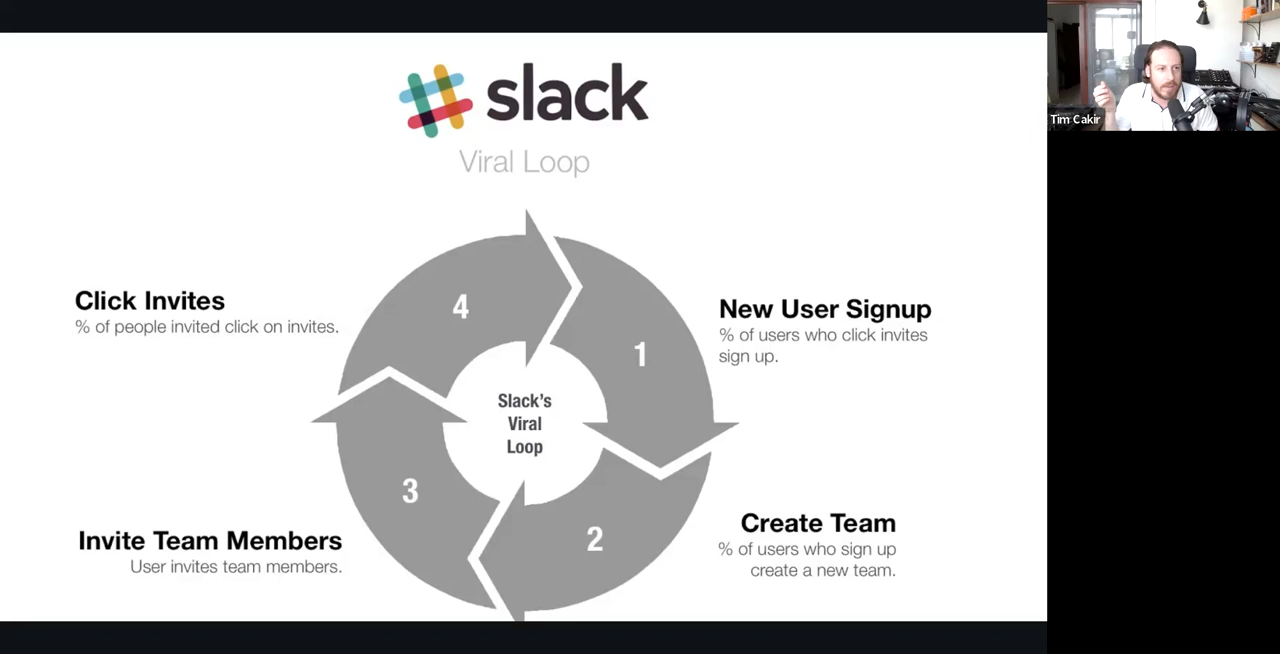 slack
Viral Loop
Click Invites
% of people invited click on invites.
4
1
New User Signup
% of users who click invites
sign up.
Slack's
Viral
Loop
3
2
Invite Team Members
User invites team members.
Create Team
% of users who sign up
create a new team.
Tim Cakir